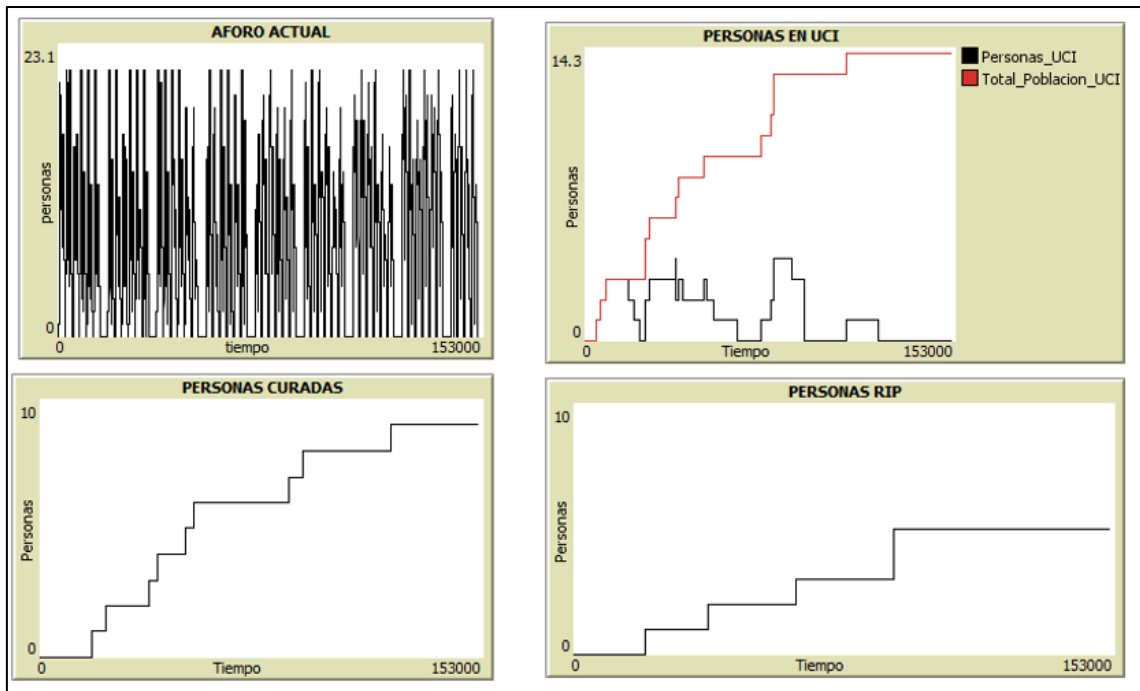 AFORO ACTUAL
23.1
personas
0
0
tiempo
153000
PERSONAS EN UCI
14.3
Personas
0
0
Tiempo
153000
Personas_UCI
Total_Poblacion_UCI
PERSONAS CURADAS
10
Personas
0
0
Tiempo
153000
PERSONAS RIP
10
Personas
0
0
Tiempo
153000